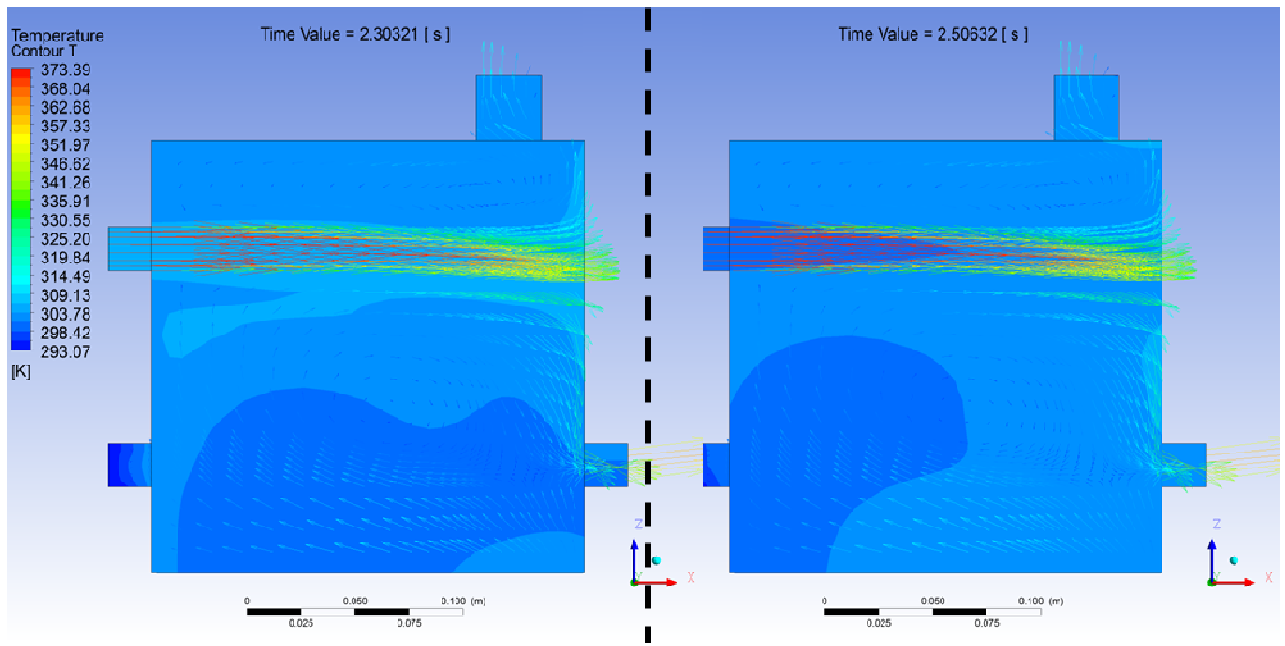 Time Value = 2.30321 [ s ]
Time Value = 2.50632 [ s ]
Temperature
Contour T
373.39
368.04
362.68
357.33
351.97
346.62
341.26
335.91
330.55
325.20
319.84
314.49
309.13
303.78
298.42
293.07
[K]
Z
X
Z
X
0 0.050 0.100 (m)
0.025 0.075
0 0.050 0.100 (m)
0.025 0.075